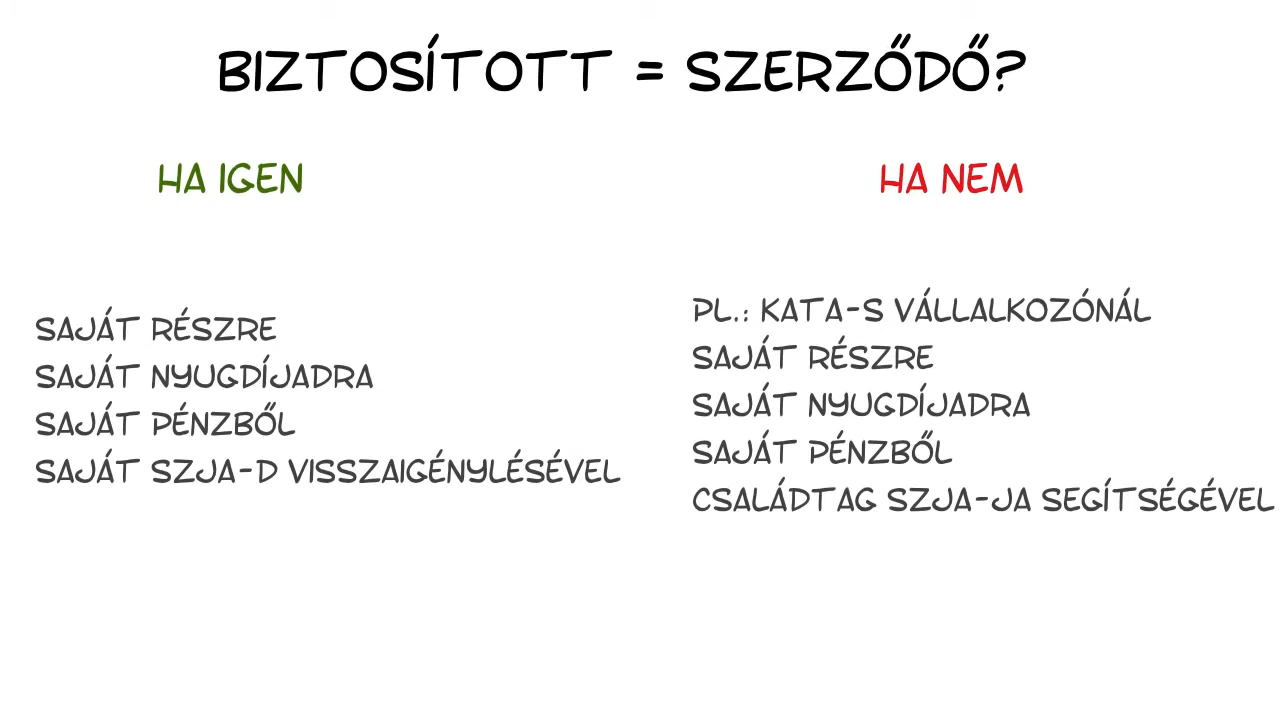 BIZTOSÍTOTT = SZERZŐDŐ?
HA IGEN
SAJÁT RÉSZRE
SAJÁT NYUGDÍJADRA
SAJÁT PÉNZBŐL
SAJÁT SZJA-D VISSZAIGÉNYLÉSÉVEL
HA NEM
PL.: KATA-S VÁLLALKOZÓNÁL
SAJÁT RÉSZRE
SAJÁT NYUGDÍJADRA
SAJÁT PÉNZBŐL
CSALÁDTAG SZJA-JA SEGÍTSÉGÉVEL